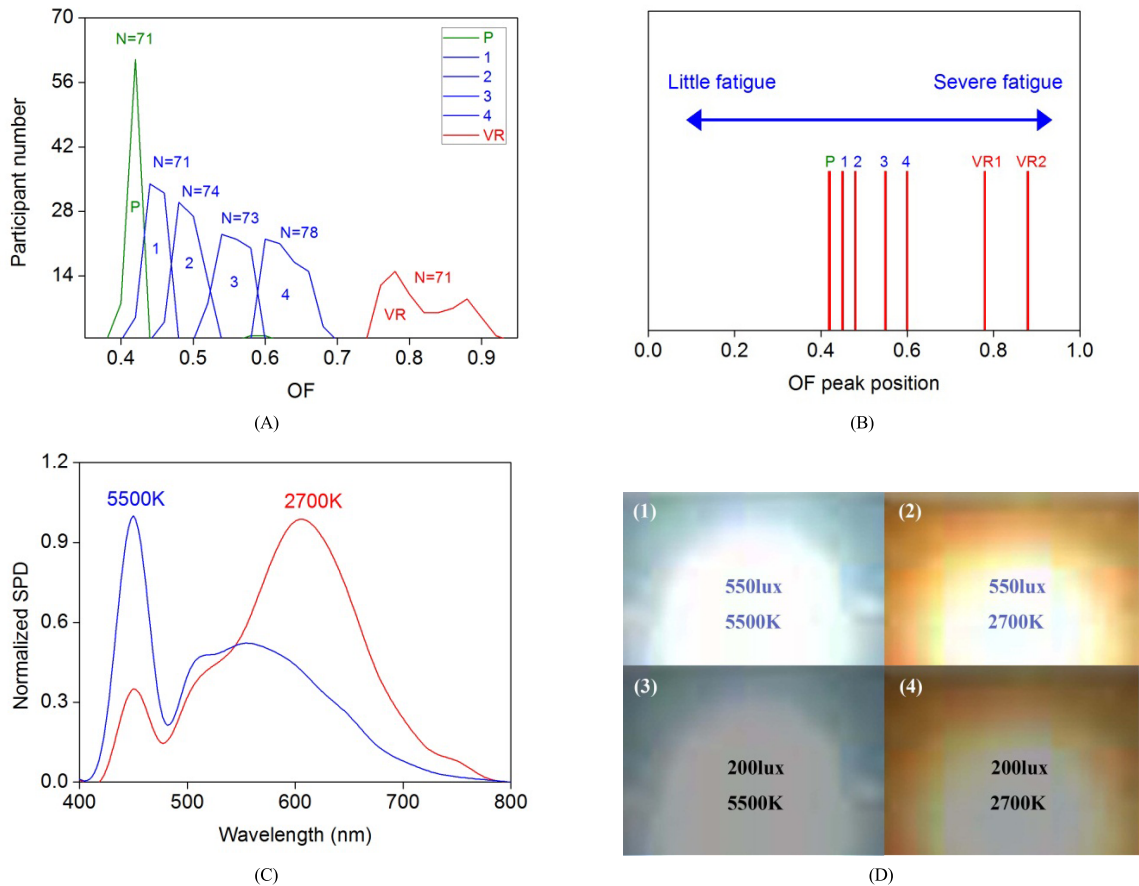 70
56
42
28
14
Participant number
N=71
N=71
N=74
N=73
N=78
N=71
P
1
2
3
4
VR
P
1
2
3
4
VR
0.4 0.5 0.6 0.7 0.8 0.9
OF
(A)
Little fatigue Severe fatigue
P 1 2 3 4 VR1 VR2
0.0 0.2 0.4 0.6 0.8 1.0
OF peak position
(B)
1.2
0.9
0.6
0.3
0.0
Normalized SPD
5500K 2700K
400 500 600 700 800
Wavelength (nm)
(C)
(1)
550lux
5500K
(2)
550lux
2700K
(3)
200lux
5500K
(4)
200lux
2700K
(D)